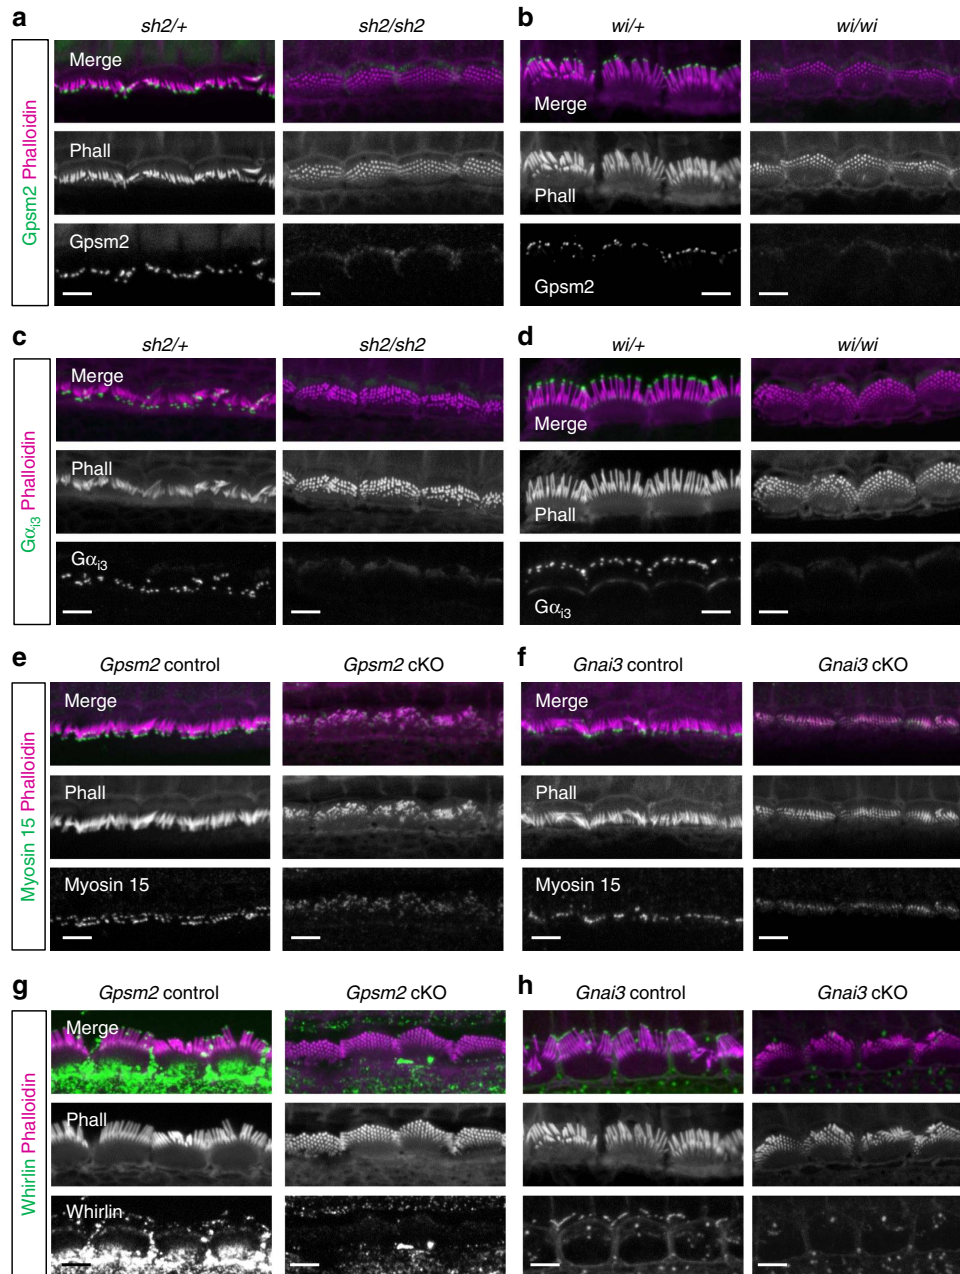 a
sh2/+
sh2/sh2
b
wi/+
wi/wi
Gpsm2 Phalloidin
Merge
Phall
Gpsm2
Merge
Phall
Gpsm2
c
sh2/+
sh2/sh2
d
wi/+
wi/wi
Gαi3 Phalloidin
Merge
Phall
Gαi3
Merge
Phall
Gαi3
e
Gpsm2 control
Gpsm2 cKO
f
Gnai3 control
Gnai3 cKO
Myosin 15 Phalloidin
Merge
Phall
Myosin 15
Merge
Phall
Myosin 15
g
Gpsm2 control
Gpsm2 cKO
h
Gnai3 control
Gnai3 cKO
Whirlin Phalloidin
Merge
Phall
Whirlin